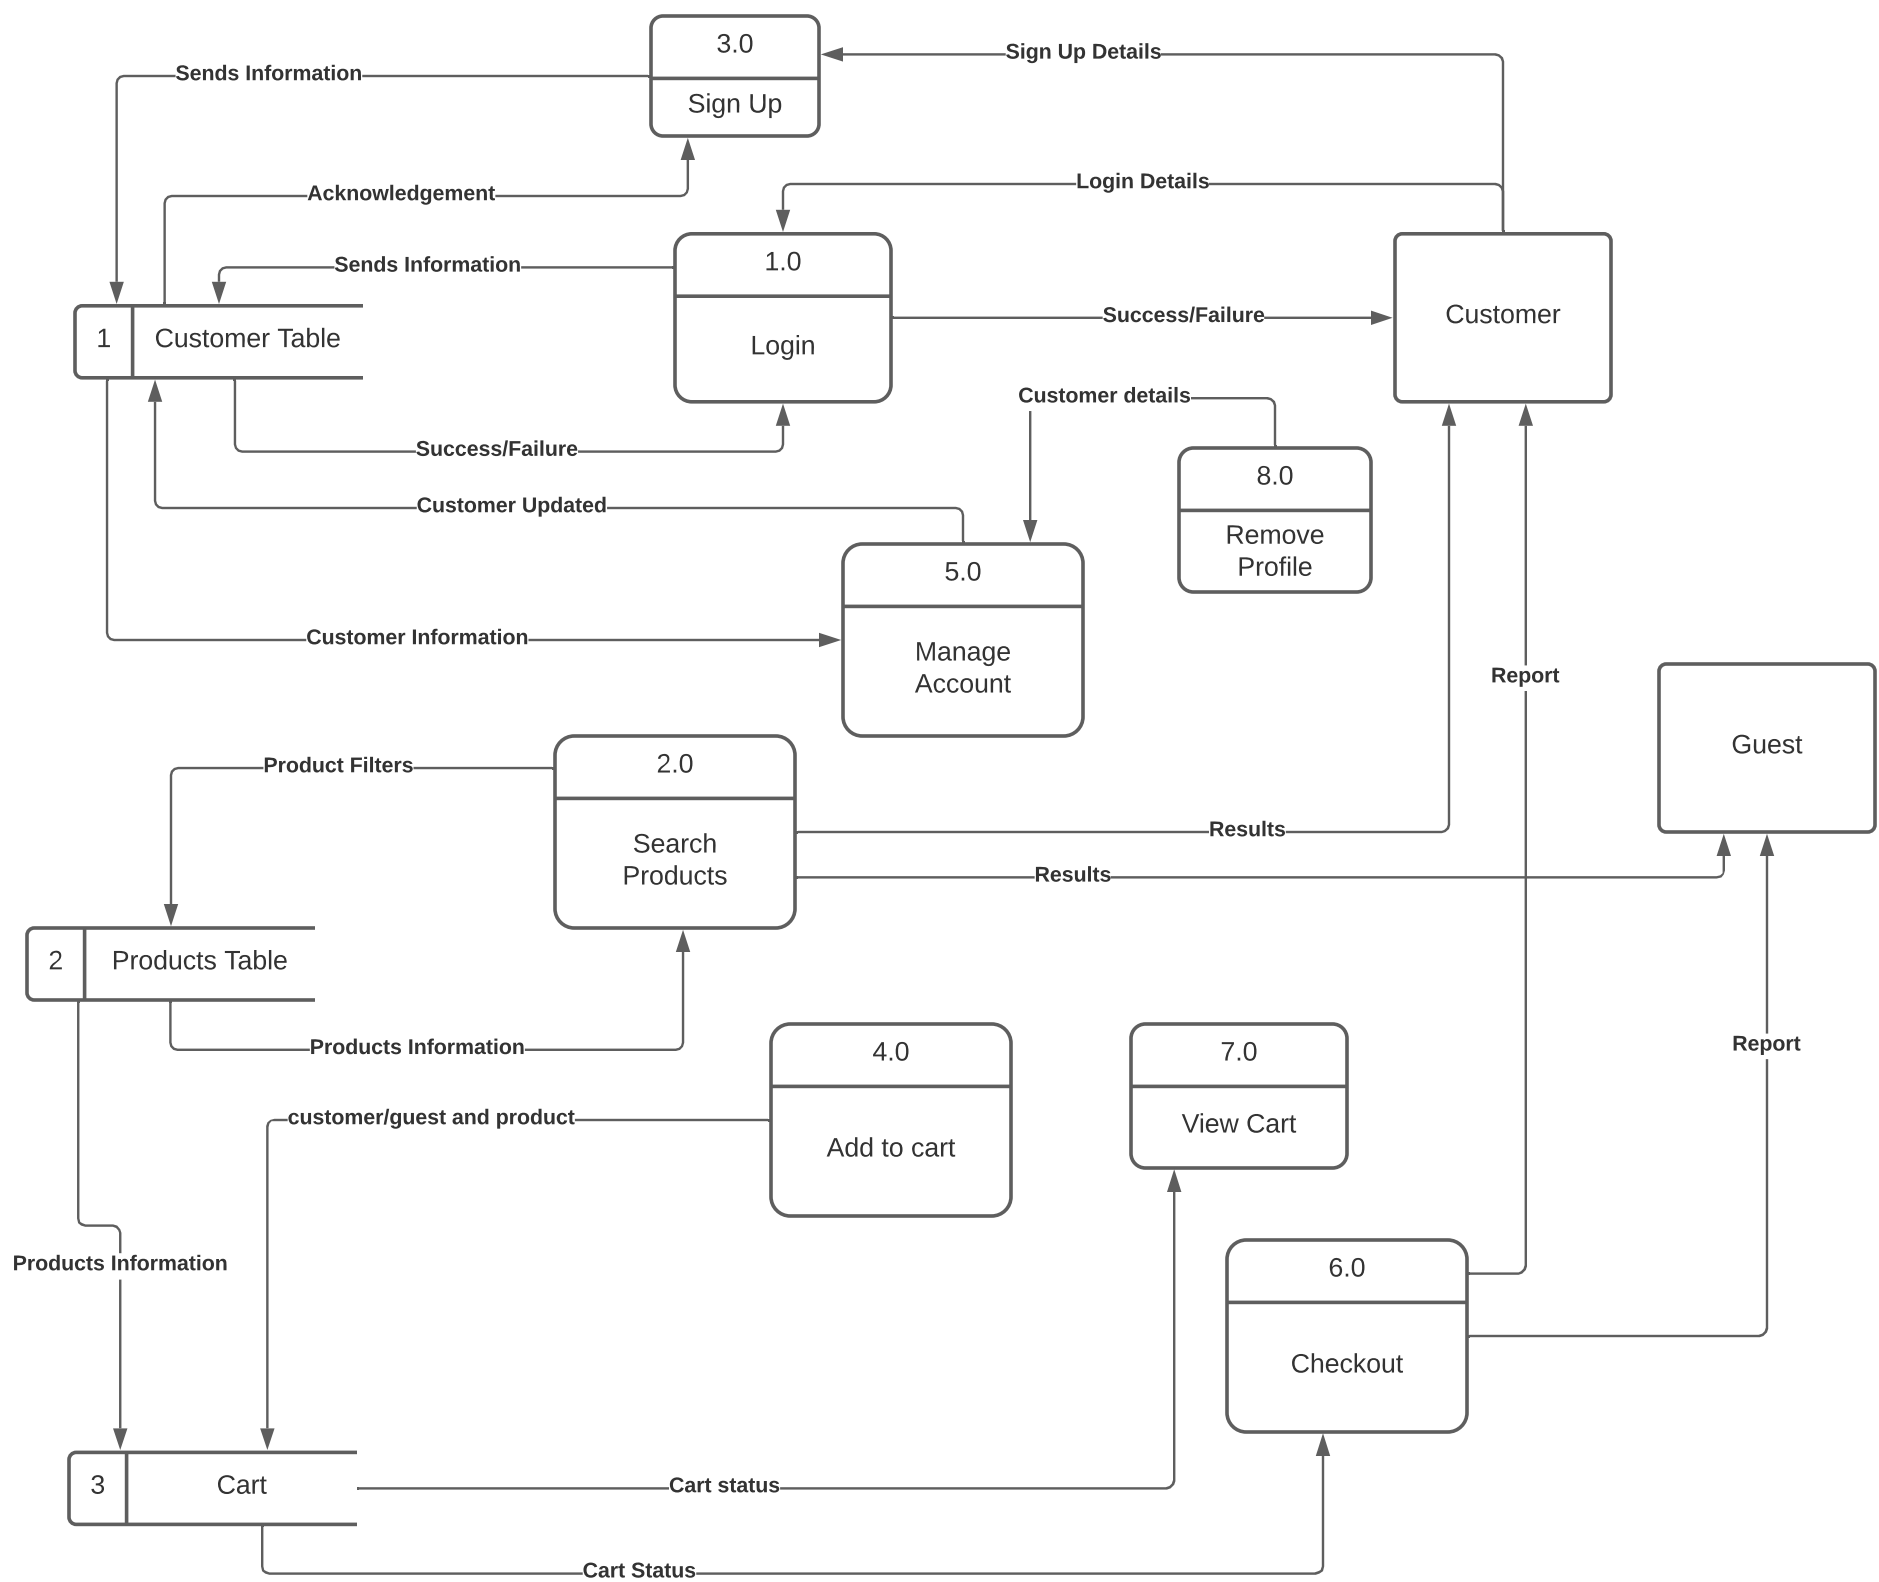 3.0
Sign Up Details
Sends Information
Sign Up
Login Details
Acknowledgement
1.0
Sends Information
Success/Failure
Customer
1
Customer Table
Login
Customer details
Success/Failure
8.0
Customer Updated
Remove
Profile
5.0
Customer Information
Manage
Account
Report
Guest
2.0
Product Filters
Search
Products
Results
Results
2
Products Table
Products Information
4.0
7.0
Report
customer/guest and product
Add to cart
View Cart
Products Information
6.0
Checkout
3
Cart
Cart status
Cart Status